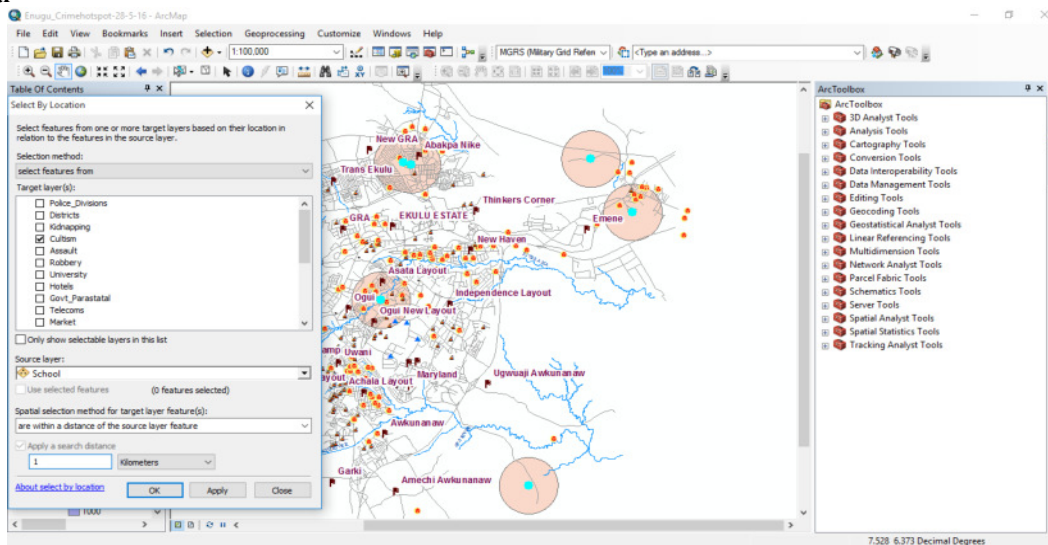 Enugu_Crimehotspot-28-5-16 - ArcMap
File Edit View Bookmarks Insert Selection Geoprocessing Customize Windows Help
1:100,000
MGRS (Military Grid Referen
<Type an address...>
Table Of Contents
Select By Location
Select features from one or more target layers based on their location in
relation to the features in the source layer.
Selection method:
select features from
Target layer(s):
Police_Divisions
Districts
Kidnapping
Cultism
Assault
Robbery
University
Hotels
Govt_Parastatal
Telecoms
Market
Only show selectable layers in this list
Source layer:
School
Use selected features (0 features selected)
Spatial selection method for target layer feature(s):
are within a distance of the source layer feature
Apply a search distance
1 Kilometers
About select by location OK Apply Close
1000
New GRA
Abakpa Nike
Trans Ekulu
Thinkers Corner
GRA
EKULU ESTATE
Emene
New Haven
Asata Layout
Ogui
Independence Layout
Ogui New Layout
amp Uwani
ayout Achala Layout
Maryland
Ugwuaji Awkunanaw
Awkunanaw
Garki
Amechi Awkunanaw
ArcToolbox
ArcToolbox
3D Analyst Tools
Analysis Tools
Cartography Tools
Conversion Tools
Data Interoperability Tools
Data Management Tools
Editing Tools
Geocoding Tools
Geostatistical Analyst Tools
Linear Referencing Tools
Multidimension Tools
Network Analyst Tools
Parcel Fabric Tools
Schematics Tools
Server Tools
Spatial Analyst Tools
Spatial Statistics Tools
Tracking Analyst Tools
7.528 6.373 Decimal Degrees